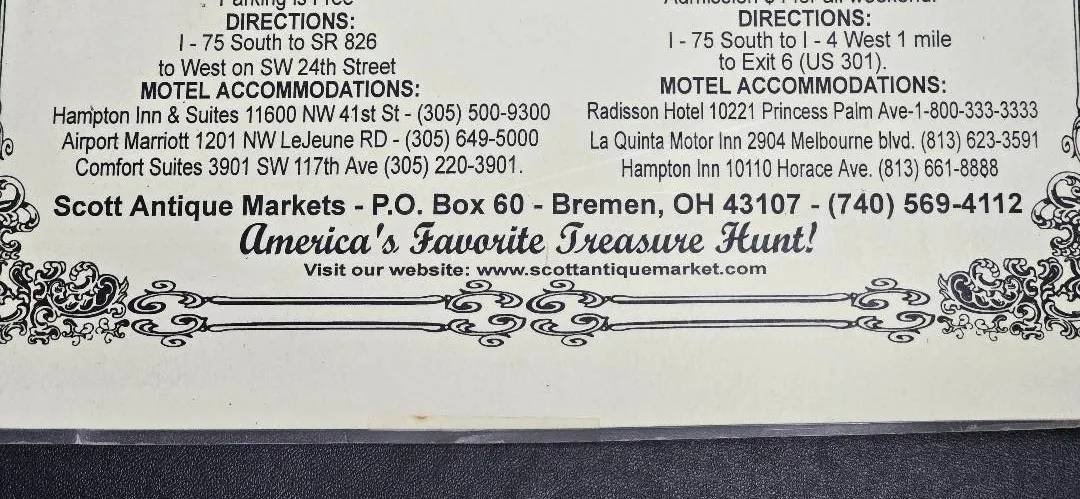 Parking is Free
DIRECTIONS:
I - 75 South to SR 826
to West on SW 24th Street
MOTEL ACCOMMODATIONS:
Hampton Inn & Suites 11600 NW 41st St - (305) 500-9300
Airport Marriott 1201 NW LeJeune RD - (305) 649-5000
Comfort Suites 3901 SW 117th Ave (305) 220-3901.
DIRECTIONS:
I - 75 South to I - 4 West 1 mile
to Exit 6 (US 301).
MOTEL ACCOMMODATIONS:
Radisson Hotel 10221 Princess Palm Ave-1-800-333-3333
La Quinta Motor Inn 2904 Melbourne blvd. (813) 623-3591
Hampton Inn 10110 Horace Ave. (813) 661-8888
Scott Antique Markets - P.O. Box 60 - Bremen, OH 43107 - (740) 569-4112
America's Favorite Treasure Hunt!
Visit our website: www.scottantiquemarket.com